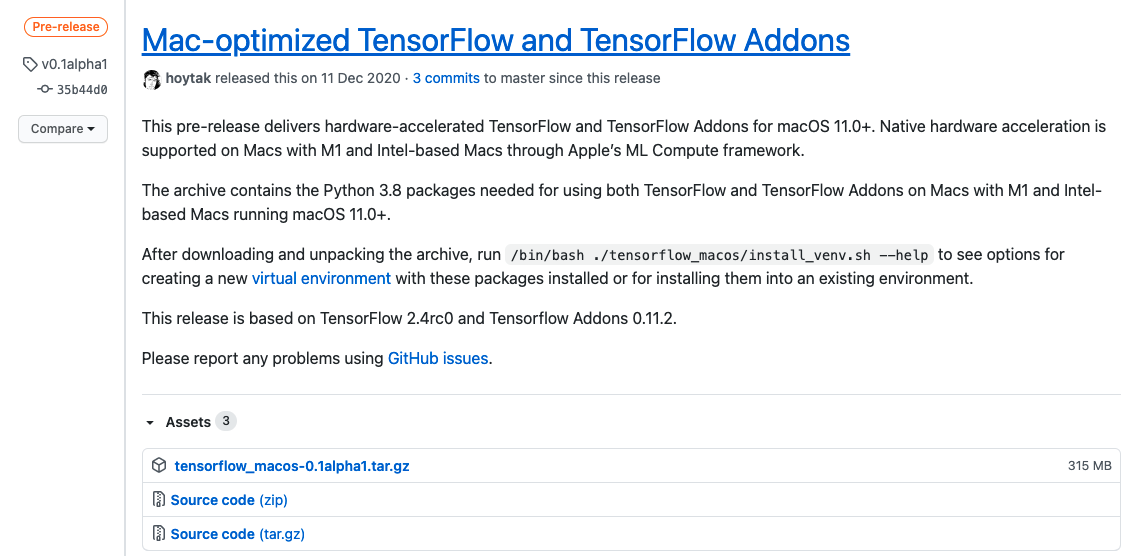 Pre-release
v0.1alpha1
35b44d0
Compare
Mac-optimized TensorFlow and TensorFlow Addons
hoytak released this on 11 Dec 2020 · 3 commits to master since this release
This pre-release delivers hardware-accelerated TensorFlow and TensorFlow Addons for macOS 11.0+. Native hardware acceleration is
supported on Macs with M1 and Intel-based Macs through Apple’s ML Compute framework.
The archive contains the Python 3.8 packages needed for using both TensorFlow and TensorFlow Addons on Macs with M1 and Intel-
based Macs running macOS 11.0+.
After downloading and unpacking the archive, run /bin/bash ./tensorflow_macos/install_venv.sh --help to see options for
creating a new virtual environment with these packages installed or for installing them into an existing environment.
This release is based on TensorFlow 2.4rc0 and Tensorflow Addons 0.11.2.
Please report any problems using GitHub issues.
Assets 3
tensorflow_macos-0.1alpha1.tar.gz 315 MB
Source code (zip)
Source code (tar.gz)